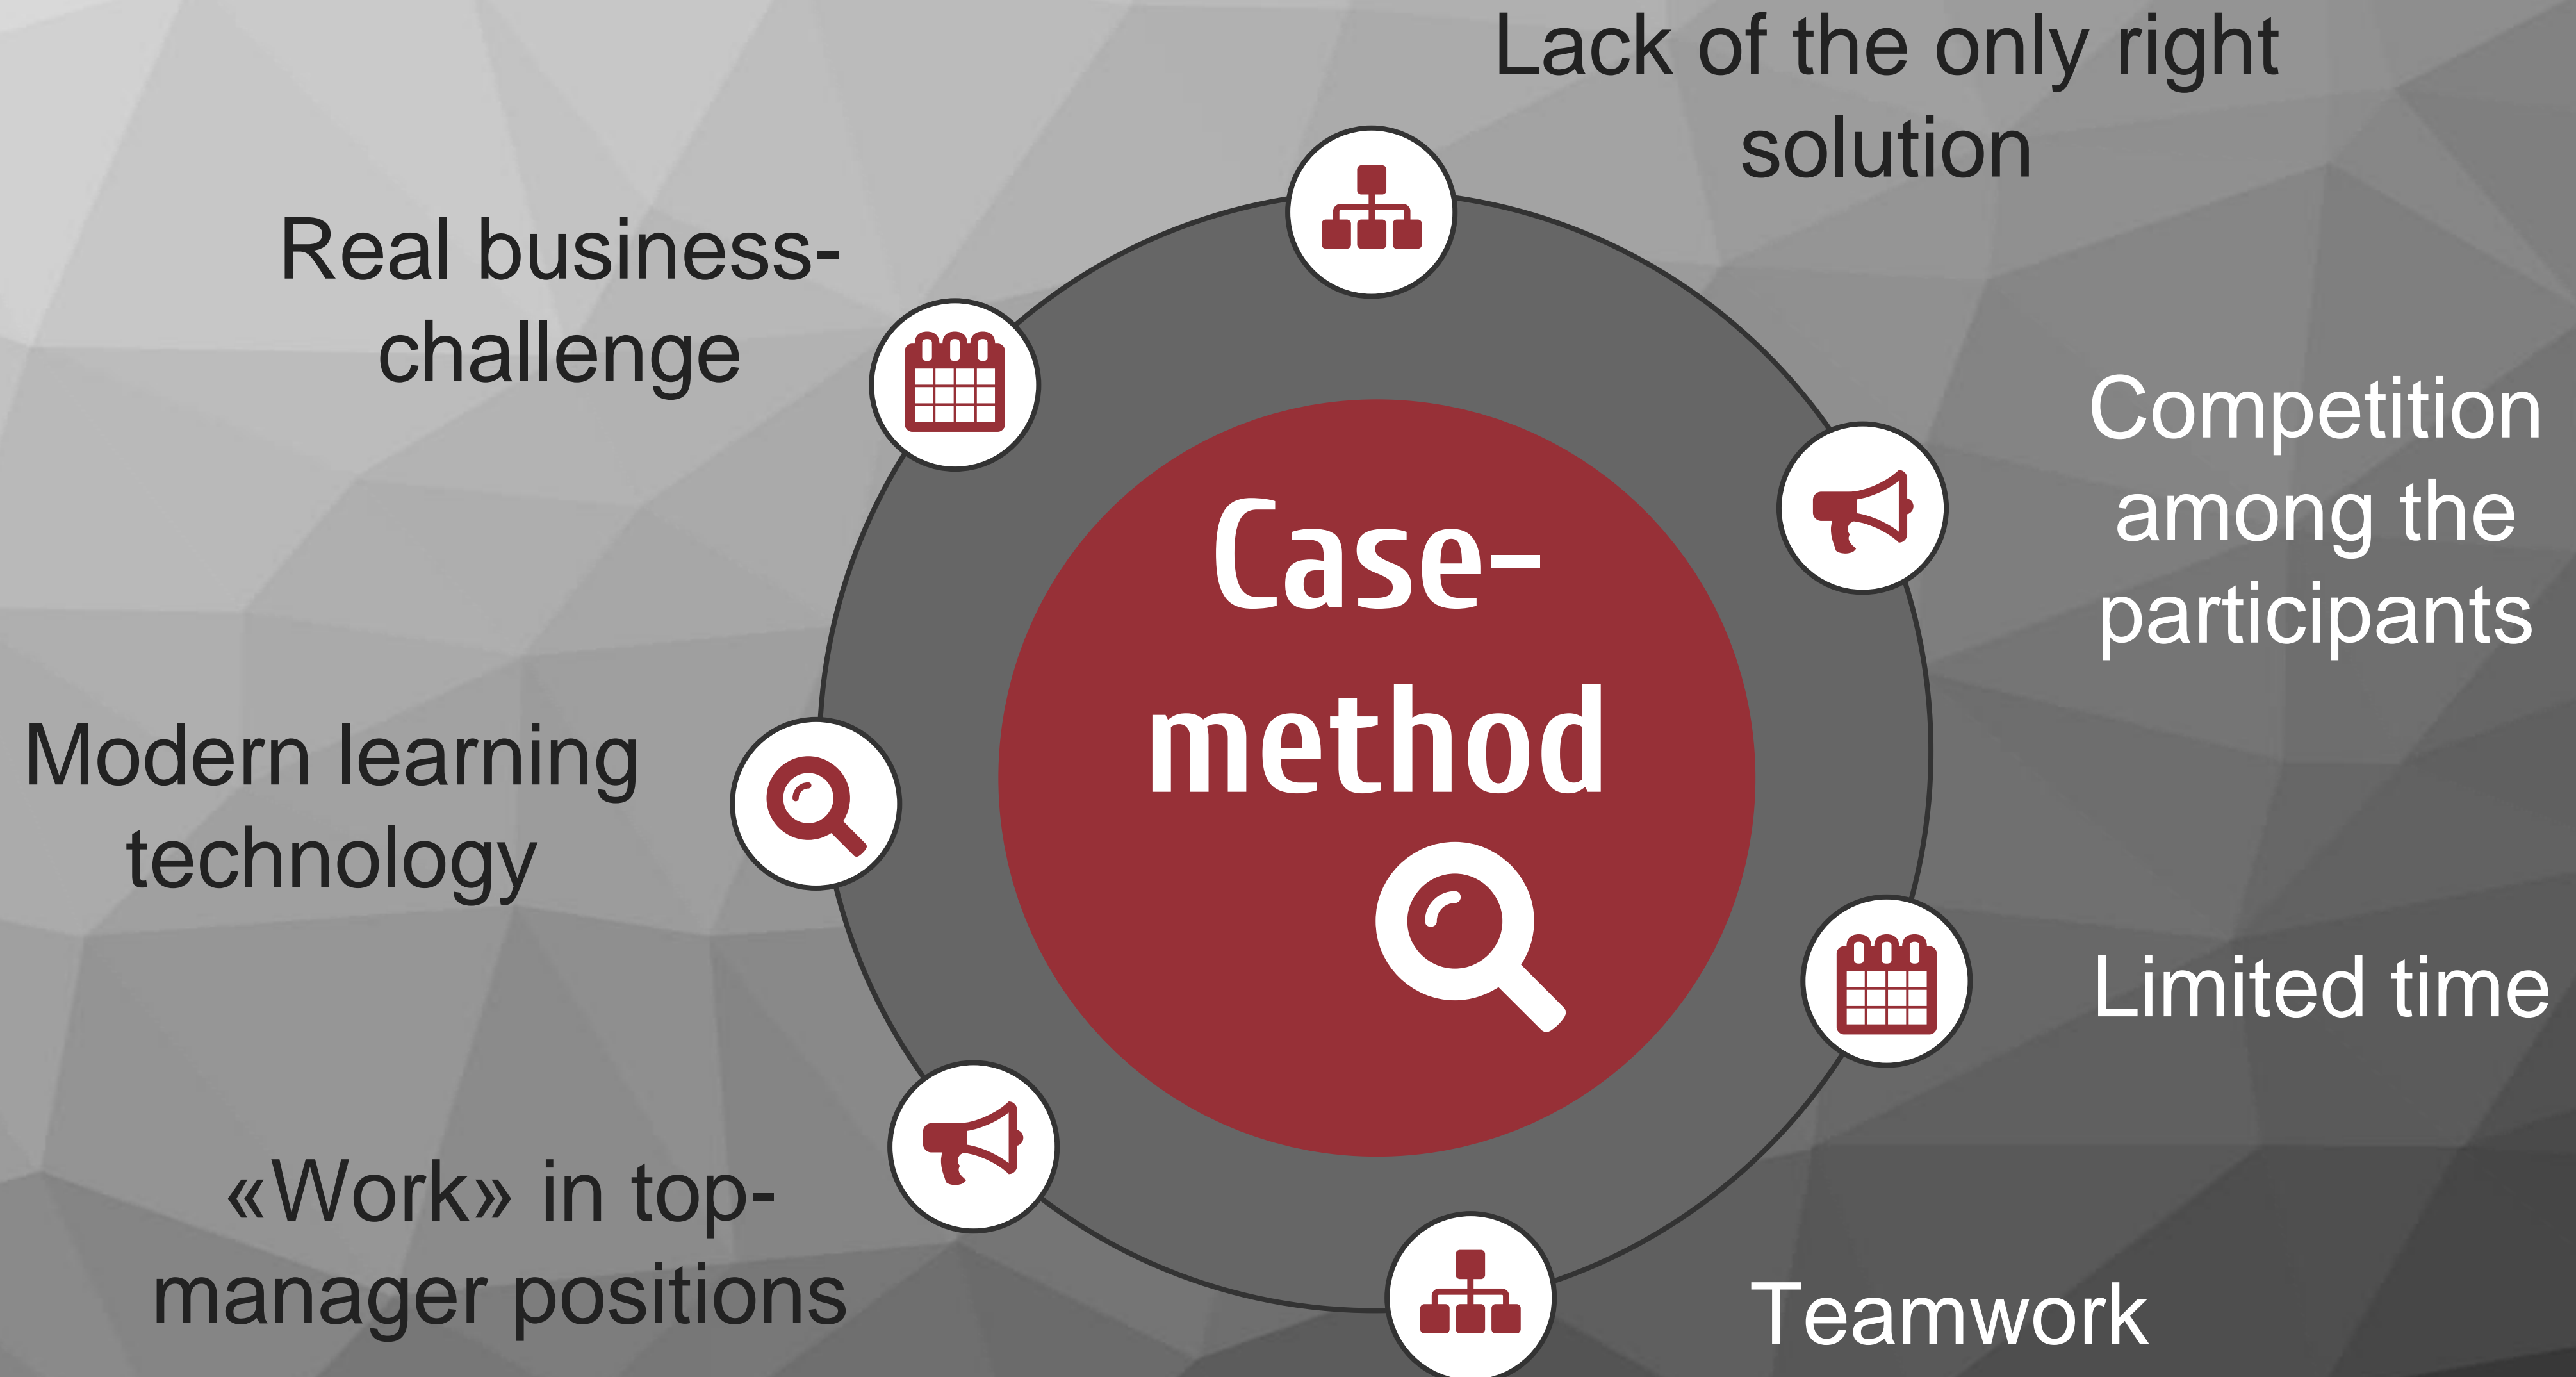 Lack of the only right
solution
Real business-
challenge
Competition
among the
participants
Case-
method
Modern learning
technology
Limited time
«Work» in top-
manager positions
Teamwork